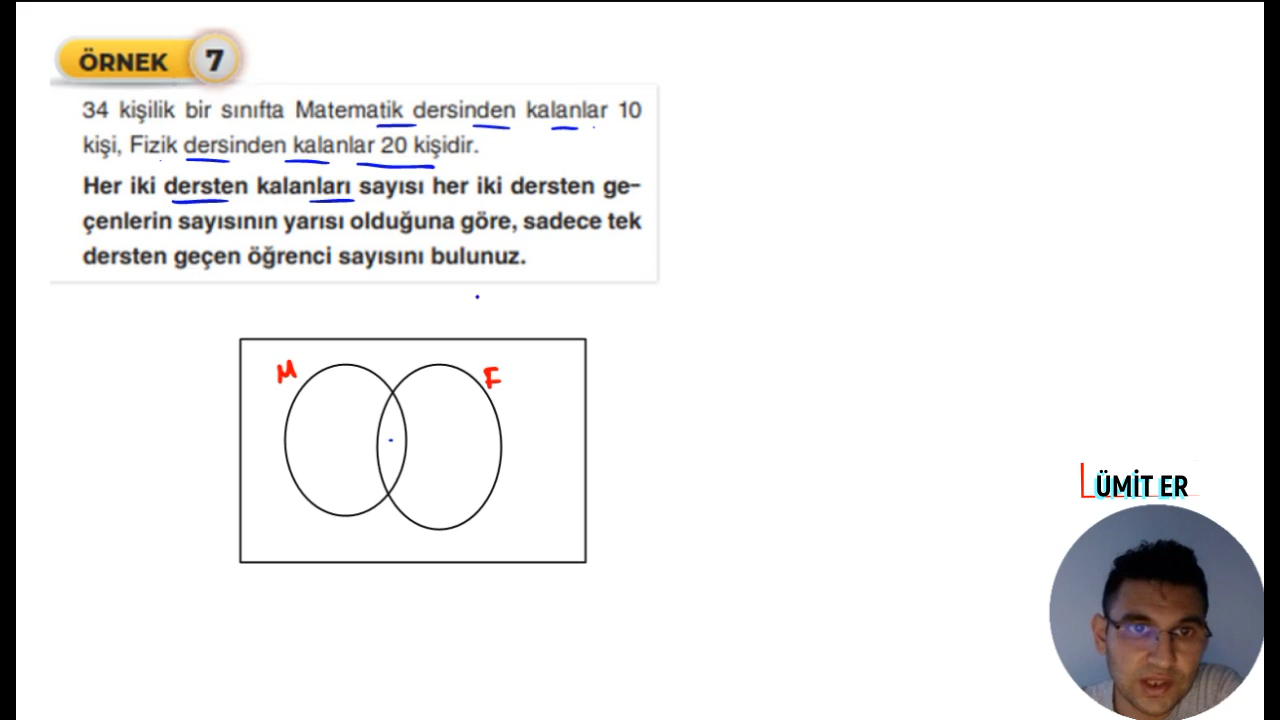 ÖRNEK 7
34 kişilik bir sınıfta Matematik dersinden kalanlar 10
kişi, Fizik dersinden kalanlar 20 kişidir.
Her iki dersten kalanları sayısı her iki dersten ge-
çenlerin sayısının yarısı olduğuna göre, sadece tek
dersten geçen öğrenci sayısını bulunuz.
M F
ÜMİT ER